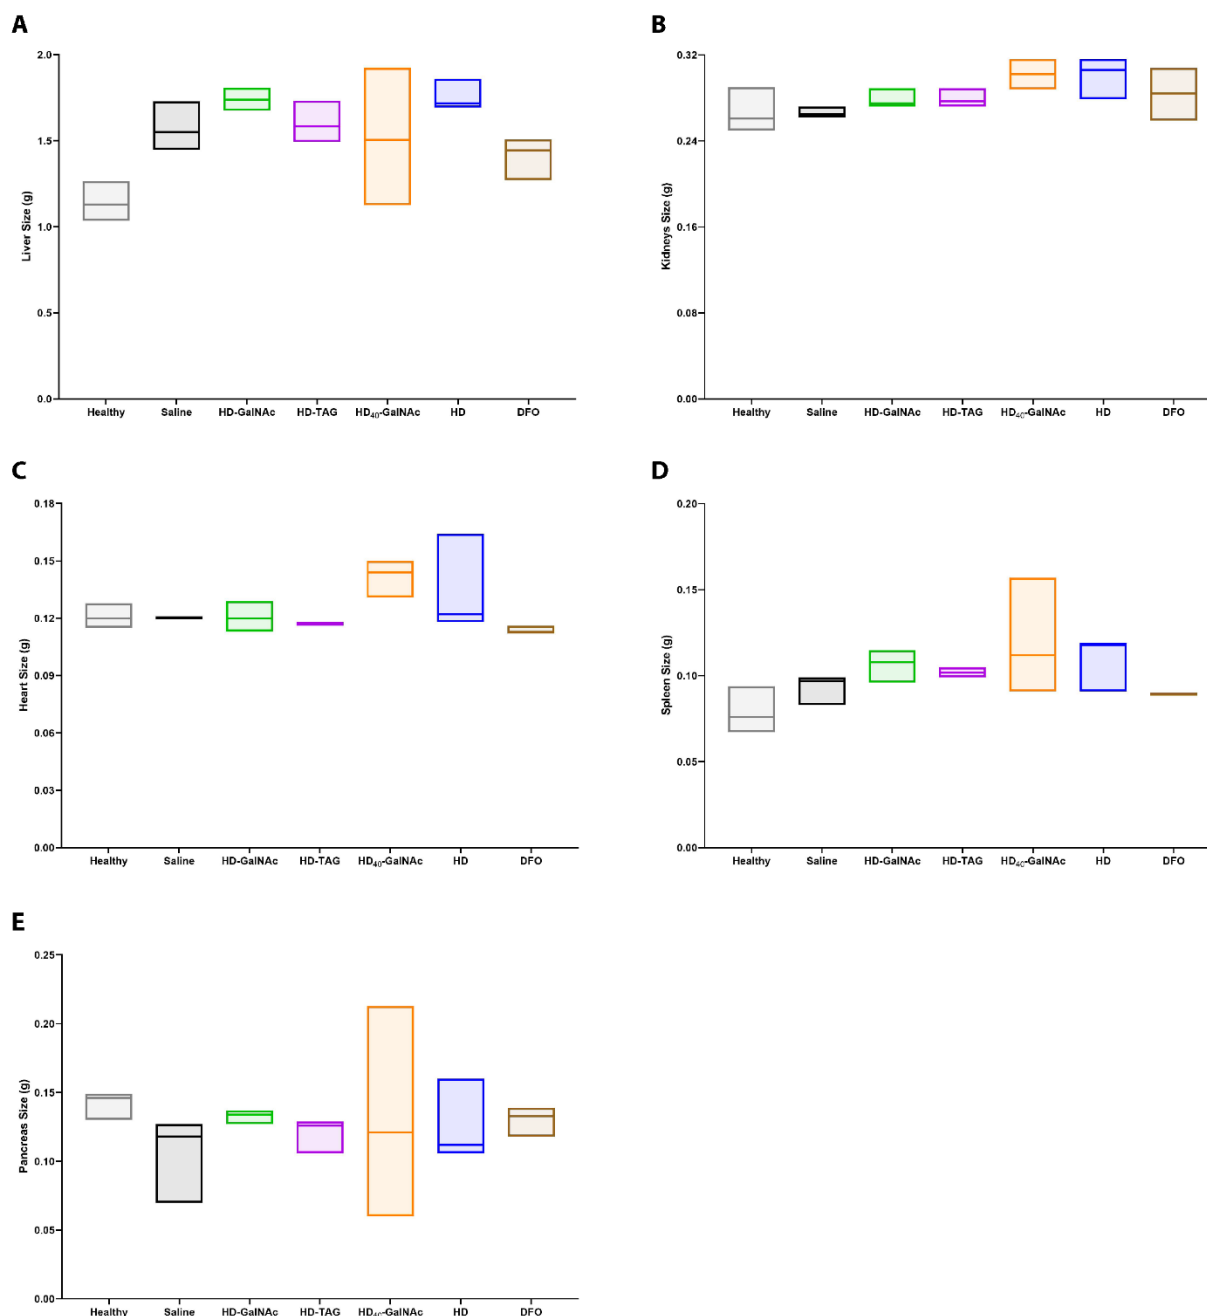 A
Liver Size (g)
2.0
1.5
1.0
0.5
0.0
Healthy Saline HD-GalNAc HD-TAG HD₄₀-GalNAc HD DFO
B
Kidneys Size (g)
0.32
0.24
0.16
0.08
0.00
Healthy Saline HD-GalNAc HD-TAG HD₄₀-GalNAc HD DFO
C
Heart Size (g)
0.18
0.15
0.12
0.09
0.06
0.03
0.00
Healthy Saline HD-GalNAc HD-TAG HD₄₀-GalNAc HD DFO
D
Spleen Size (g)
0.20
0.15
0.10
0.05
0.00
Healthy Saline HD-GalNAc HD-TAG HD₄₀-GalNAc HD DFO
E
Pancreas Size (g)
0.25
0.20
0.15
0.10
0.05
0.00
Healthy Saline HD-GalNAc HD-TAG HD₄₀-GalNAc HD DFO